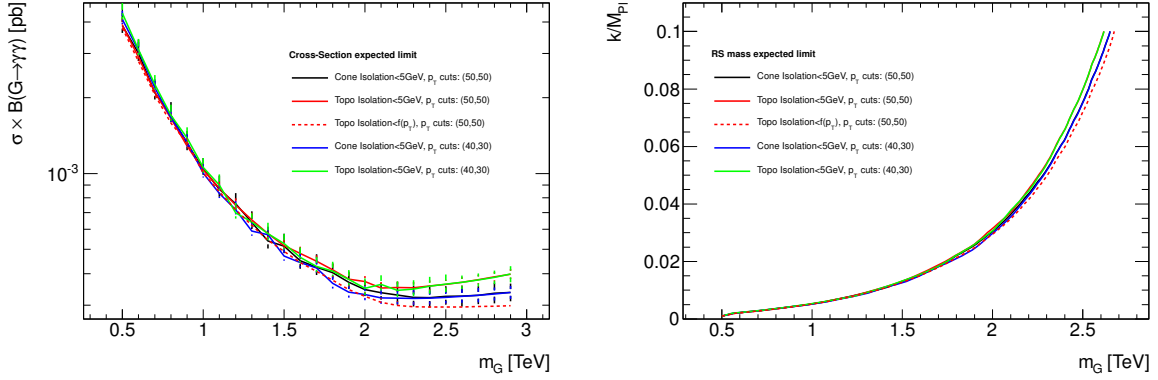 σ × B(G→γγ) [pb]
10⁻³
Cross-Section expected limit
Cone Isolation<5GeV, p_T cuts: (50,50)
Topo Isolation<5GeV, p_T cuts: (50,50)
Topo Isolation<f(p_T), p_T cuts: (50,50)
Cone Isolation<5GeV, p_T cuts: (40,30)
Topo Isolation<5GeV, p_T cuts: (40,30)
0.5 1 1.5 2 2.5 3
m_G [TeV]
k/M_Pl
0.1
0.08
0.06
0.04
0.02
0
RS mass expected limit
Cone Isolation<5GeV, p_T cuts: (50,50)
Topo Isolation<5GeV, p_T cuts: (50,50)
Topo Isolation<f(p_T), p_T cuts: (50,50)
Cone Isolation<5GeV, p_T cuts: (40,30)
Topo Isolation<5GeV, p_T cuts: (40,30)
0.5 1 1.5 2 2.5
m_G [TeV]